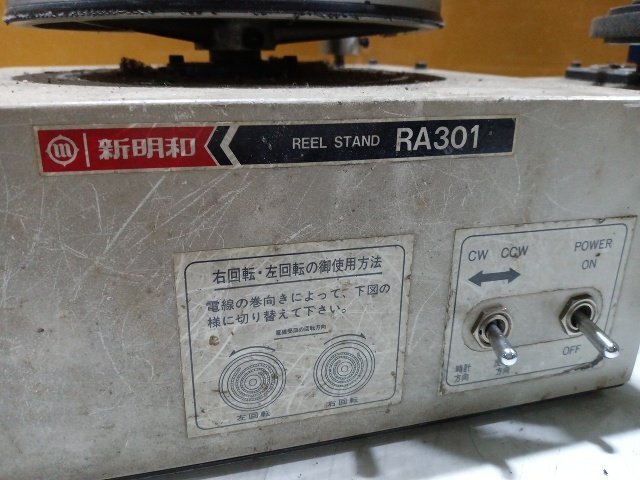 新明和 REEL STAND RA301
右回転・左回転の御使用方法
電線の巻向きによって、下図の
様に切り替えて下さい。
左回転 右回転
CW CCW
POWER
ON
OFF
時計
方向
方向